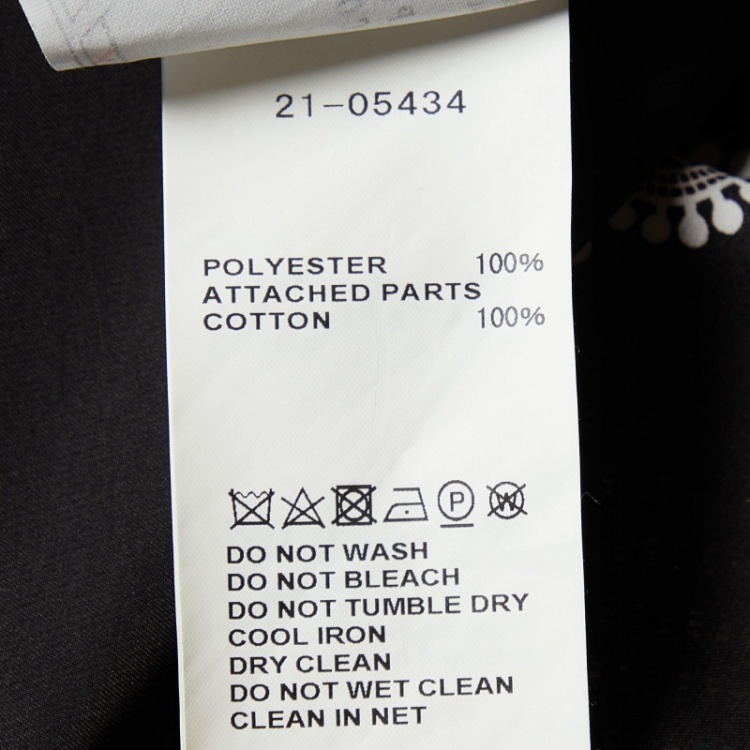 21-05434
POLYESTER 100%
ATTACHED PARTS
COTTON 100%
P W
DO NOT WASH
DO NOT BLEACH
DO NOT TUMBLE DRY
COOL IRON
DRY CLEAN
DO NOT WET CLEAN
CLEAN IN NET